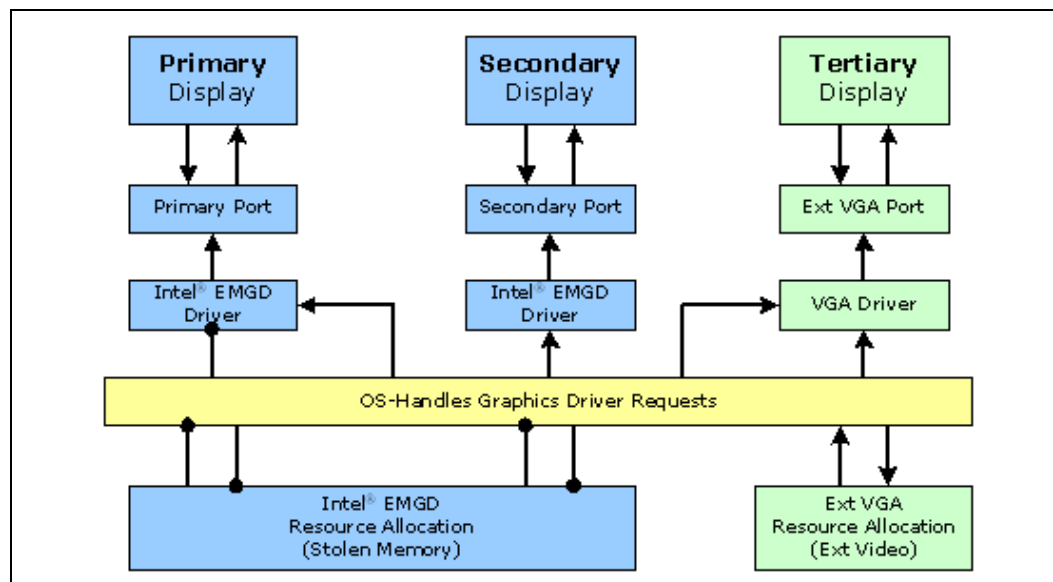 Primary
Display
Secondary
Display
Tertiary
Display
Primary Port
Secondary Port
Ext VGA Port
Intel® EMGD
Driver
Intel® EMGD
Driver
VGA Driver
OS-Handles Graphics Driver Requests
Intel® EMGD
Resource Allocation
(Stolen Memory)
Ext VGA
Resource Allocation
(Ext Video)